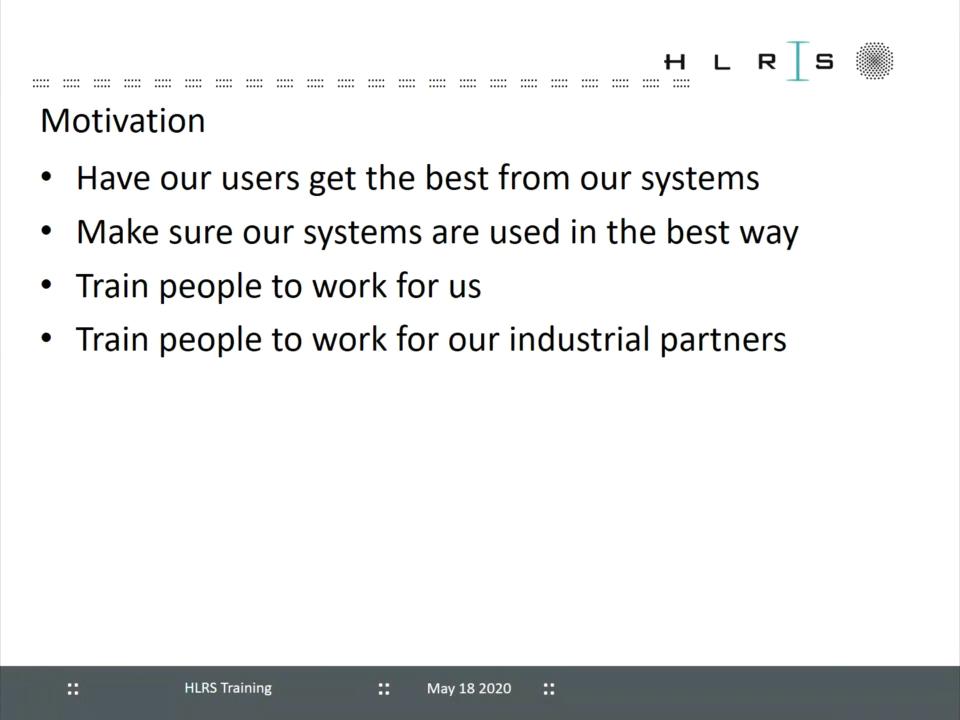 H L R I S
Motivation
• Have our users get the best from our systems
• Make sure our systems are used in the best way
• Train people to work for us
• Train people to work for our industrial partners
HLRS Training
May 18 2020